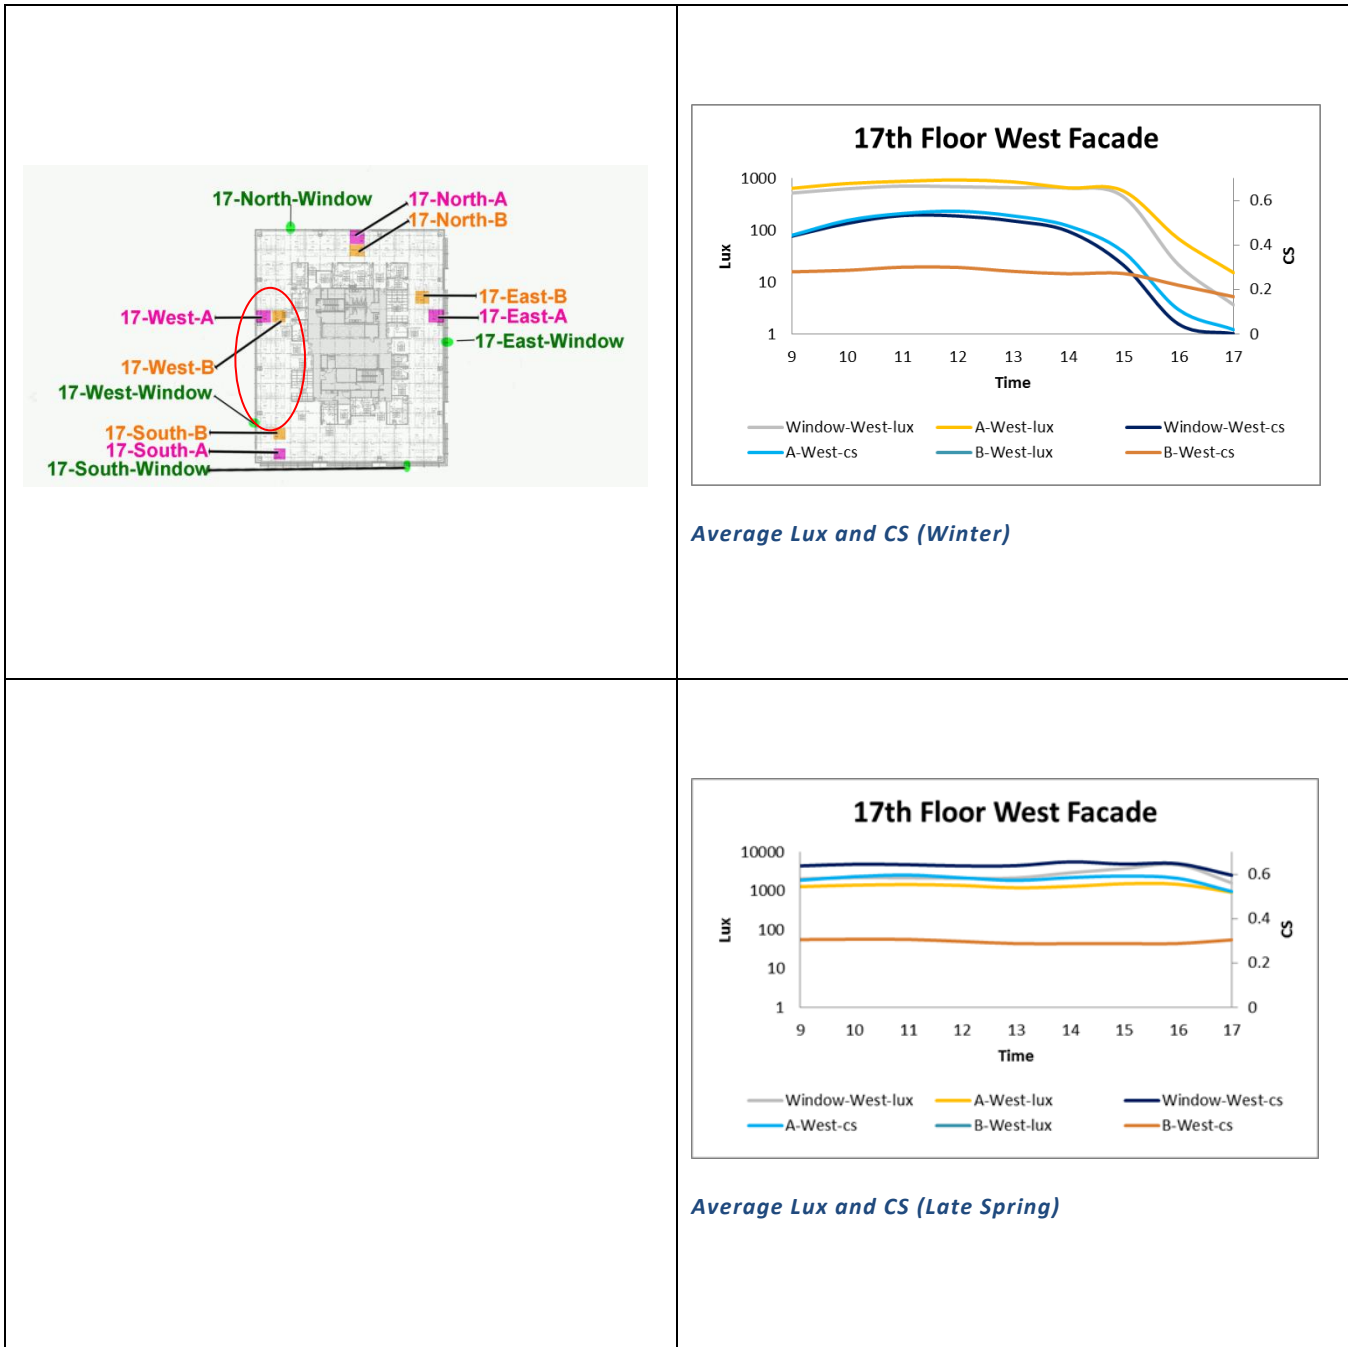 17-North-Window
17-North-A
17-North-B
17-East-B
17-West-A
17-East-A
17-East-Window
17-West-B
17-West-Window
17-South-B
17-South-A
17-South-Window
17th Floor West Facade
1000
100
10
1
Lux
0.6
0.4
0.2
0
CS
9 10 11 12 13 14 15 16 17
Time
Window-West-lux A-West-lux Window-West-cs
A-West-cs B-West-lux B-West-cs
Average Lux and CS (Winter)
17th Floor West Facade
10000
1000
100
10
1
Lux
0.6
0.4
0.2
0
CS
9 10 11 12 13 14 15 16 17
Time
Window-West-lux A-West-lux Window-West-cs
A-West-cs B-West-lux B-West-cs
Average Lux and CS (Late Spring)